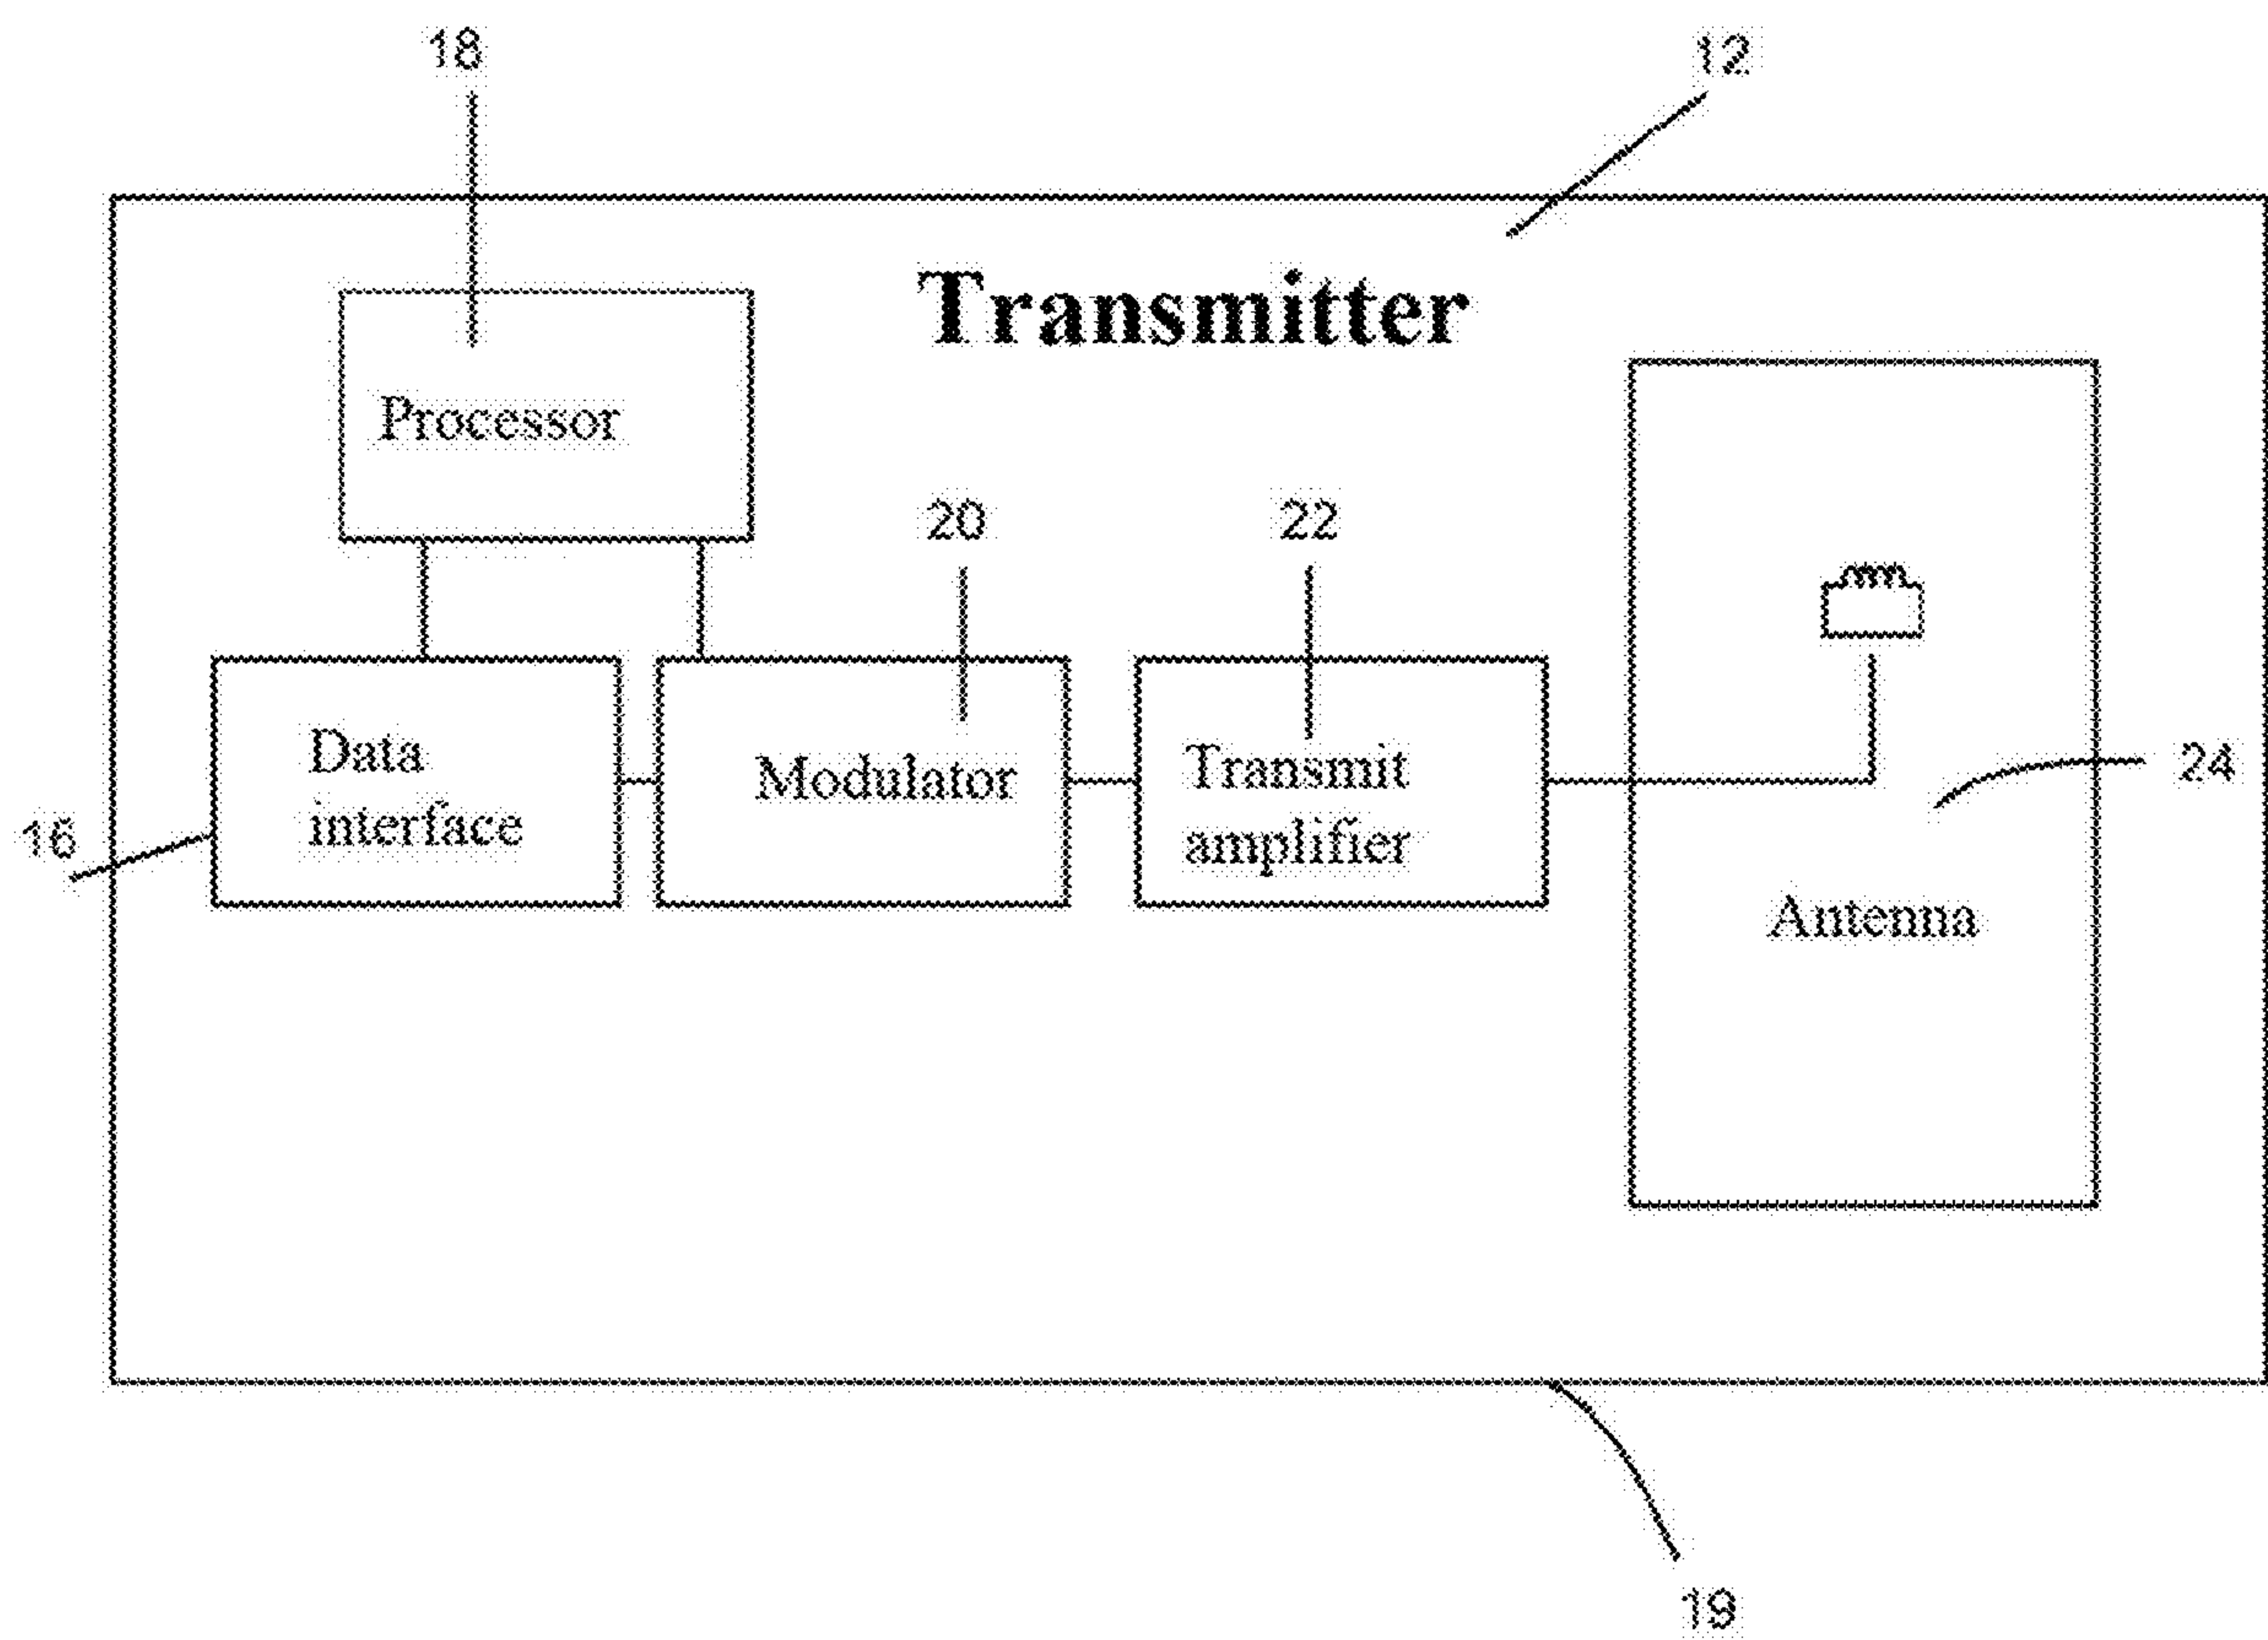 18
12
Transmitter
Processor
20
22
Data
interface
Modulator
Transmit
amplifier
24
16
Antenna
19